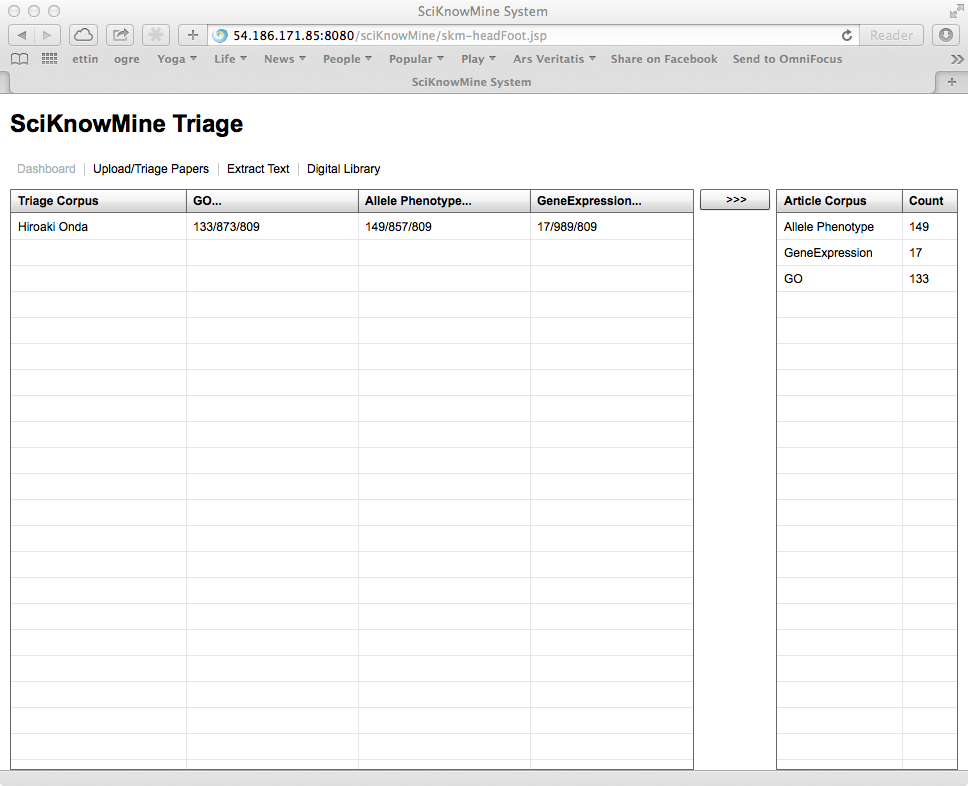 SciKnowMine System
54.186.171.85:8080/sciKnowMine/skm-headFoot.jsp Reader
ettin ogre Yoga Life News People Popular Play Ars Veritatis Share on Facebook Send to OmniFocus
SciKnowMine System
SciKnowMine Triage
Dashboard Upload/Triage Papers Extract Text Digital Library
Triage Corpus GO... Allele Phenotype... GeneExpression... >>> Article Corpus Count
Hiroaki Onda 133/873/809 149/857/809 17/989/809 Allele Phenotype 149
GeneExpression 17
GO 133